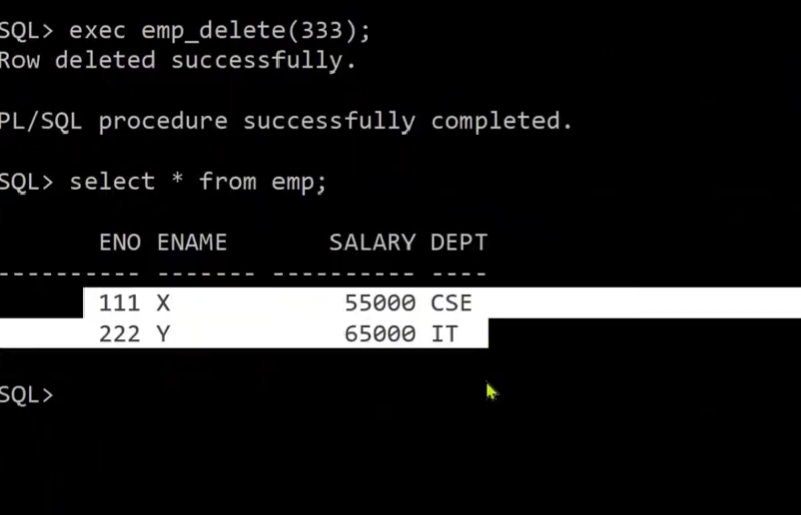 SQL> exec emp_delete(333);
Row deleted successfully.
PL/SQL procedure successfully completed.
SQL> select * from emp;
ENO ENAME SALARY DEPT
---------- ------- ---------- ----
111 X 55000 CSE
222 Y 65000 IT
SQL>